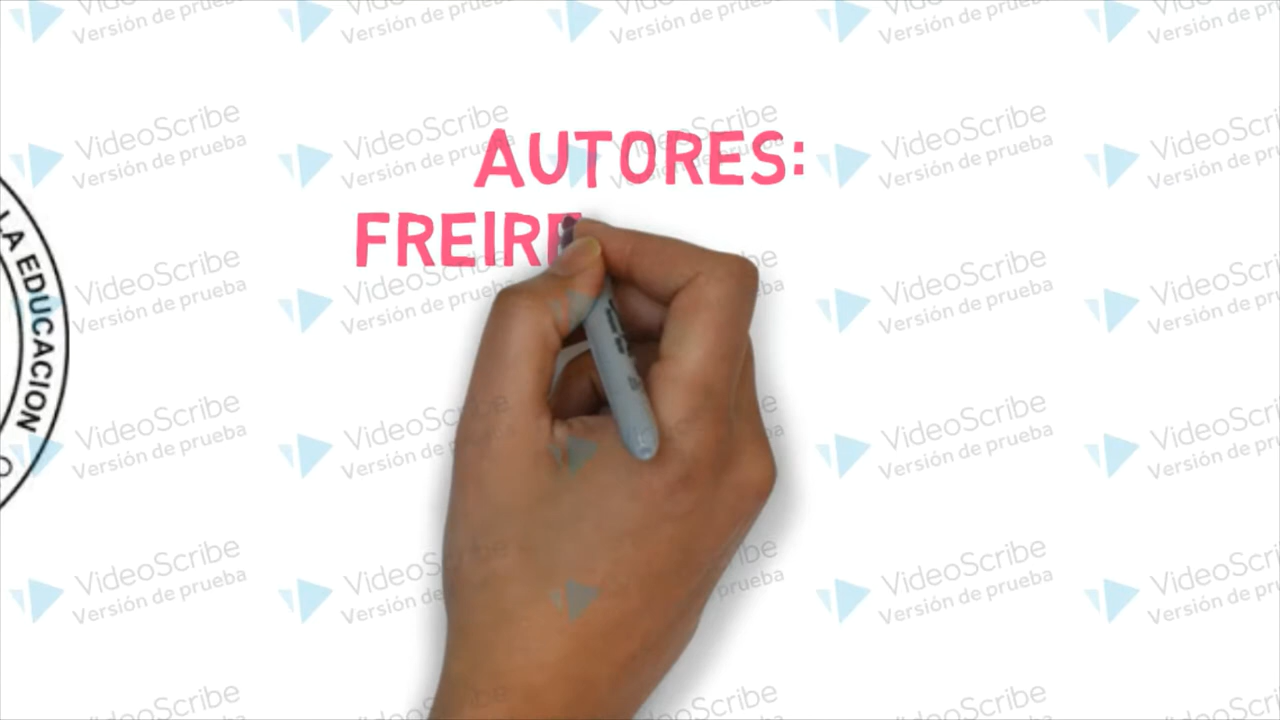 AUTORES:
FREIRE
LA EDUCACION
VideoScribe
Versión de prueba